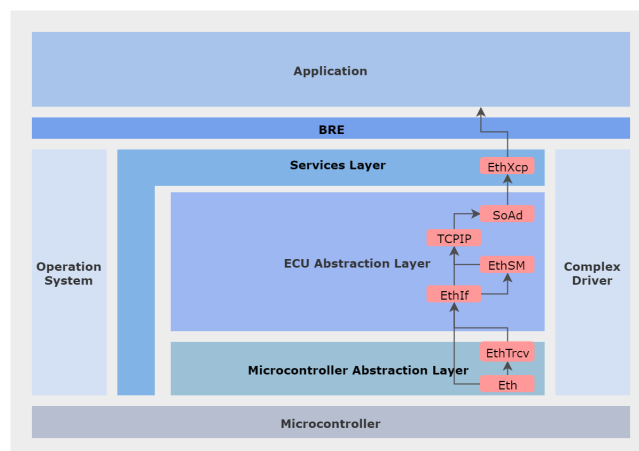 Application
BRE
Services Layer
EthXcp
SoAd
TCPIP
Operation
System
ECU Abstraction Layer
EthSM
Complex
Driver
EthIf
EthTrcv
Microcontroller Abstraction Layer
Eth
Microcontroller